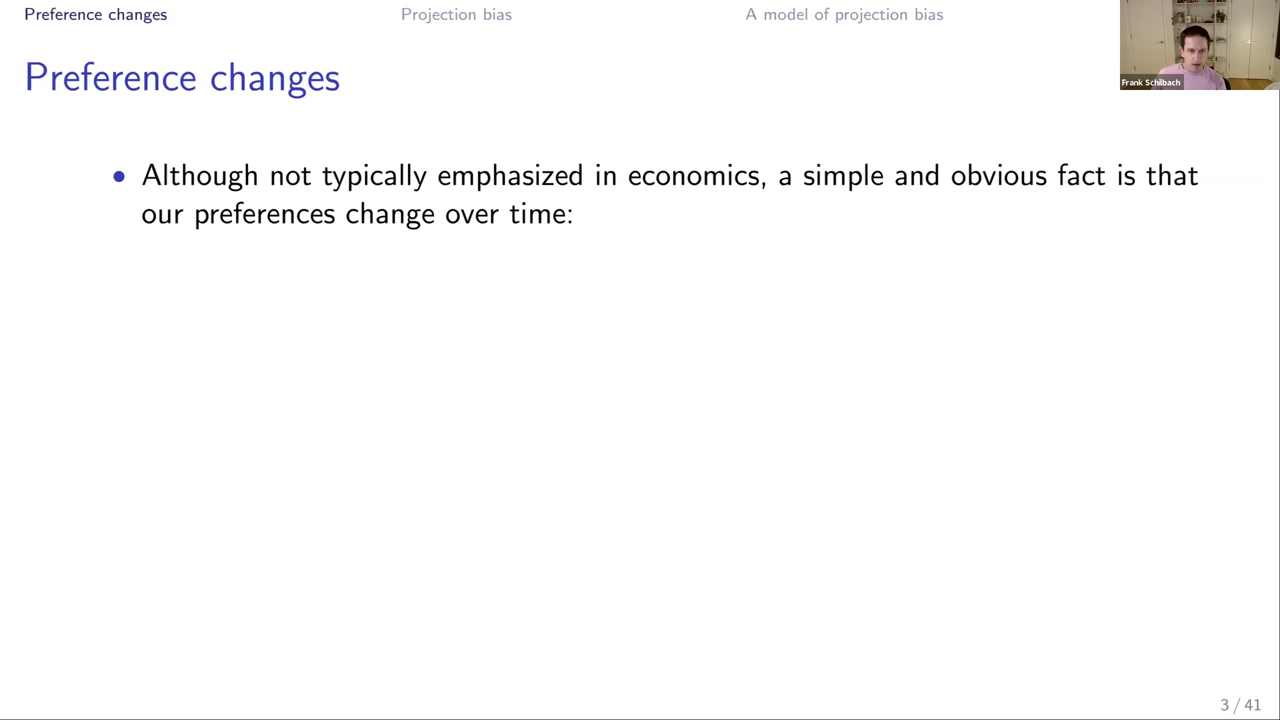 Preference changes
Projection bias
A model of projection bias
Frank Schilbach
Preference changes
• Although not typically emphasized in economics, a simple and obvious fact is that
our preferences change over time:
3 / 41